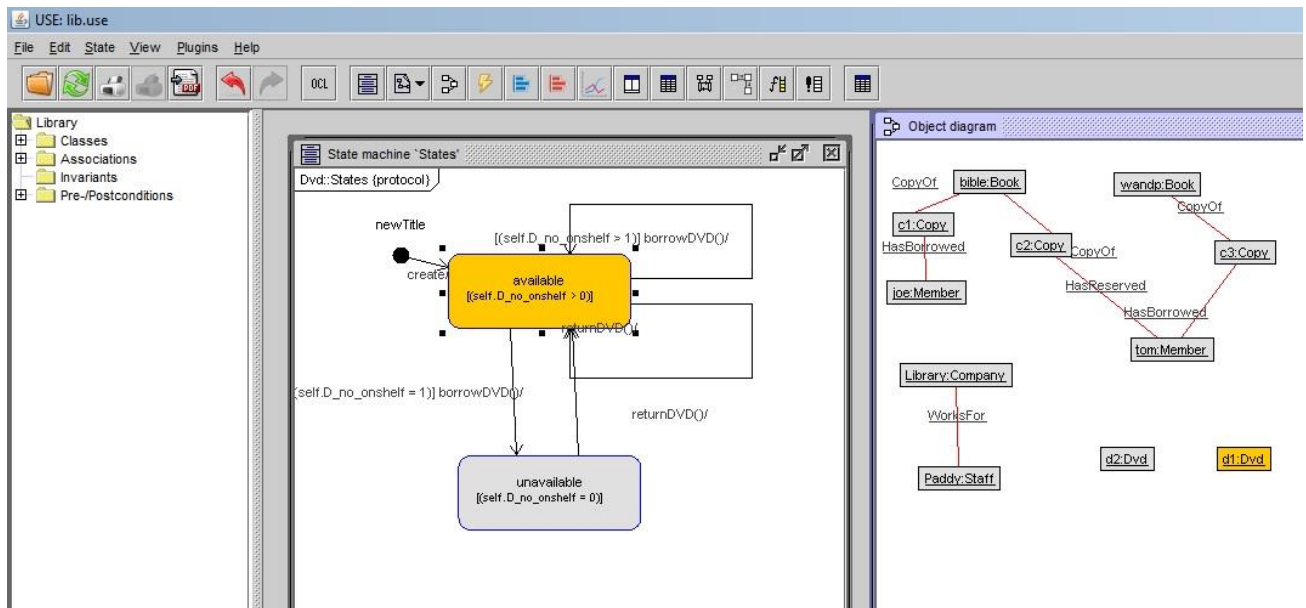 USE: lib.use
File Edit State View Plugins Help
PDF OCL
Library
Classes
Associations
Invariants
Pre-/Postconditions
State machine `States'
Dvd::States {protocol}
newTitle
create/
[(self.D_no_onshelf > 1)] borrowDVD()/
available
[(self.D_no_onshelf > 0)]
returnDVD()/
(self.D_no_onshelf = 1)] borrowDVD()/
returnDVD()/
unavailable
[(self.D_no_onshelf = 0)]
Object diagram
CopyOf bible:Book wandp:Book
CopyOf
c1:Copy
HasBorrowed c2:Copy CopyOf c3:Copy
joe:Member HasReserved
HasBorrowed
tom:Member
Library:Company
WorksFor
d2:Dvd d1:Dvd
Paddy:Staff